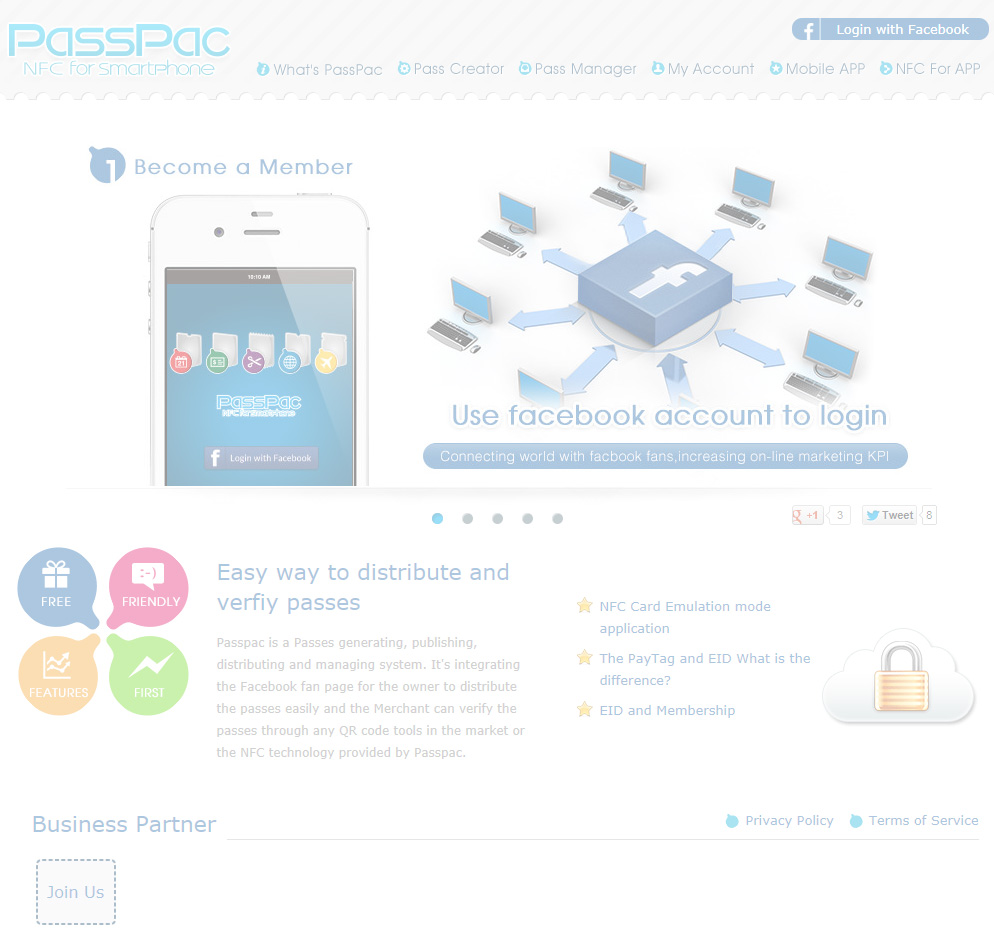 PassPac
NFC for Smartphone
Login with Facebook
What's PassPac
Pass Creator
Pass Manager
My Account
Mobile APP
NFC For APP
1 Become a Member
10:10 AM
21
PassPac
NFC for Smartphone
Login with Facebook
Use facebook account to login
Connecting world with facbook fans,increasing on-line marketing KPI
+1
3
Tweet
8
FREE
FRIENDLY
FEATURES
FIRST
Easy way to distribute and
verfiy passes
Passpac is a Passes generating, publishing,
distributing and managing system. It's integrating
the Facebook fan page for the owner to distribute
the passes easily and the Merchant can verify the
passes through any QR code tools in the market or
the NFC technology provided by Passpac.
NFC Card Emulation mode
application
The PayTag and EID What is the
difference?
EID and Membership
Business Partner
Privacy Policy
Terms of Service
Join Us